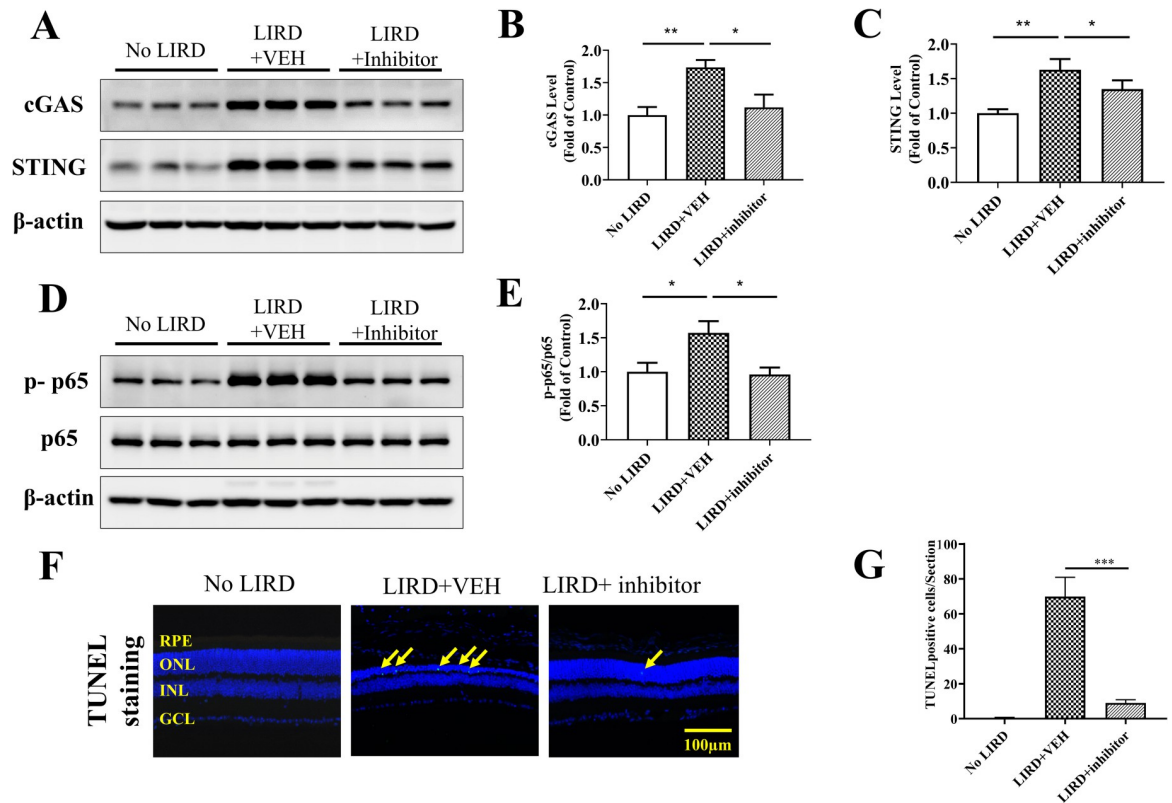 A
No LIRD
LIRD
+VEH
LIRD
+Inhibitor
cGAS
STING
β-actin
B
**
*
cGAS Level
(Fold of Control)
2.0
1.5
1.0
0.5
0.0
No LIRD
LIRD+VEH
LIRD+inhibitor
C
**
*
STING Level
(Fold of Control)
2.0
1.5
1.0
0.5
0.0
No LIRD
LIRD+VEH
LIRD+inhibitor
D
No LIRD
LIRD
+VEH
LIRD
+Inhibitor
p- p65
p65
β-actin
E
*
*
p-p65/p65
(Fold of Control)
2.0
1.5
1.0
0.5
0.0
No LIRD
LIRD+VEH
LIRD+inhibitor
F
No LIRD
LIRD+VEH
LIRD+ inhibitor
TUNEL
staining
RPE
ONL
INL
GCL
100μm
G
***
TUNELpositive cells/Section
100
80
60
40
20
0
No LIRD
LIRD+VEH
LIRD+inhibitor